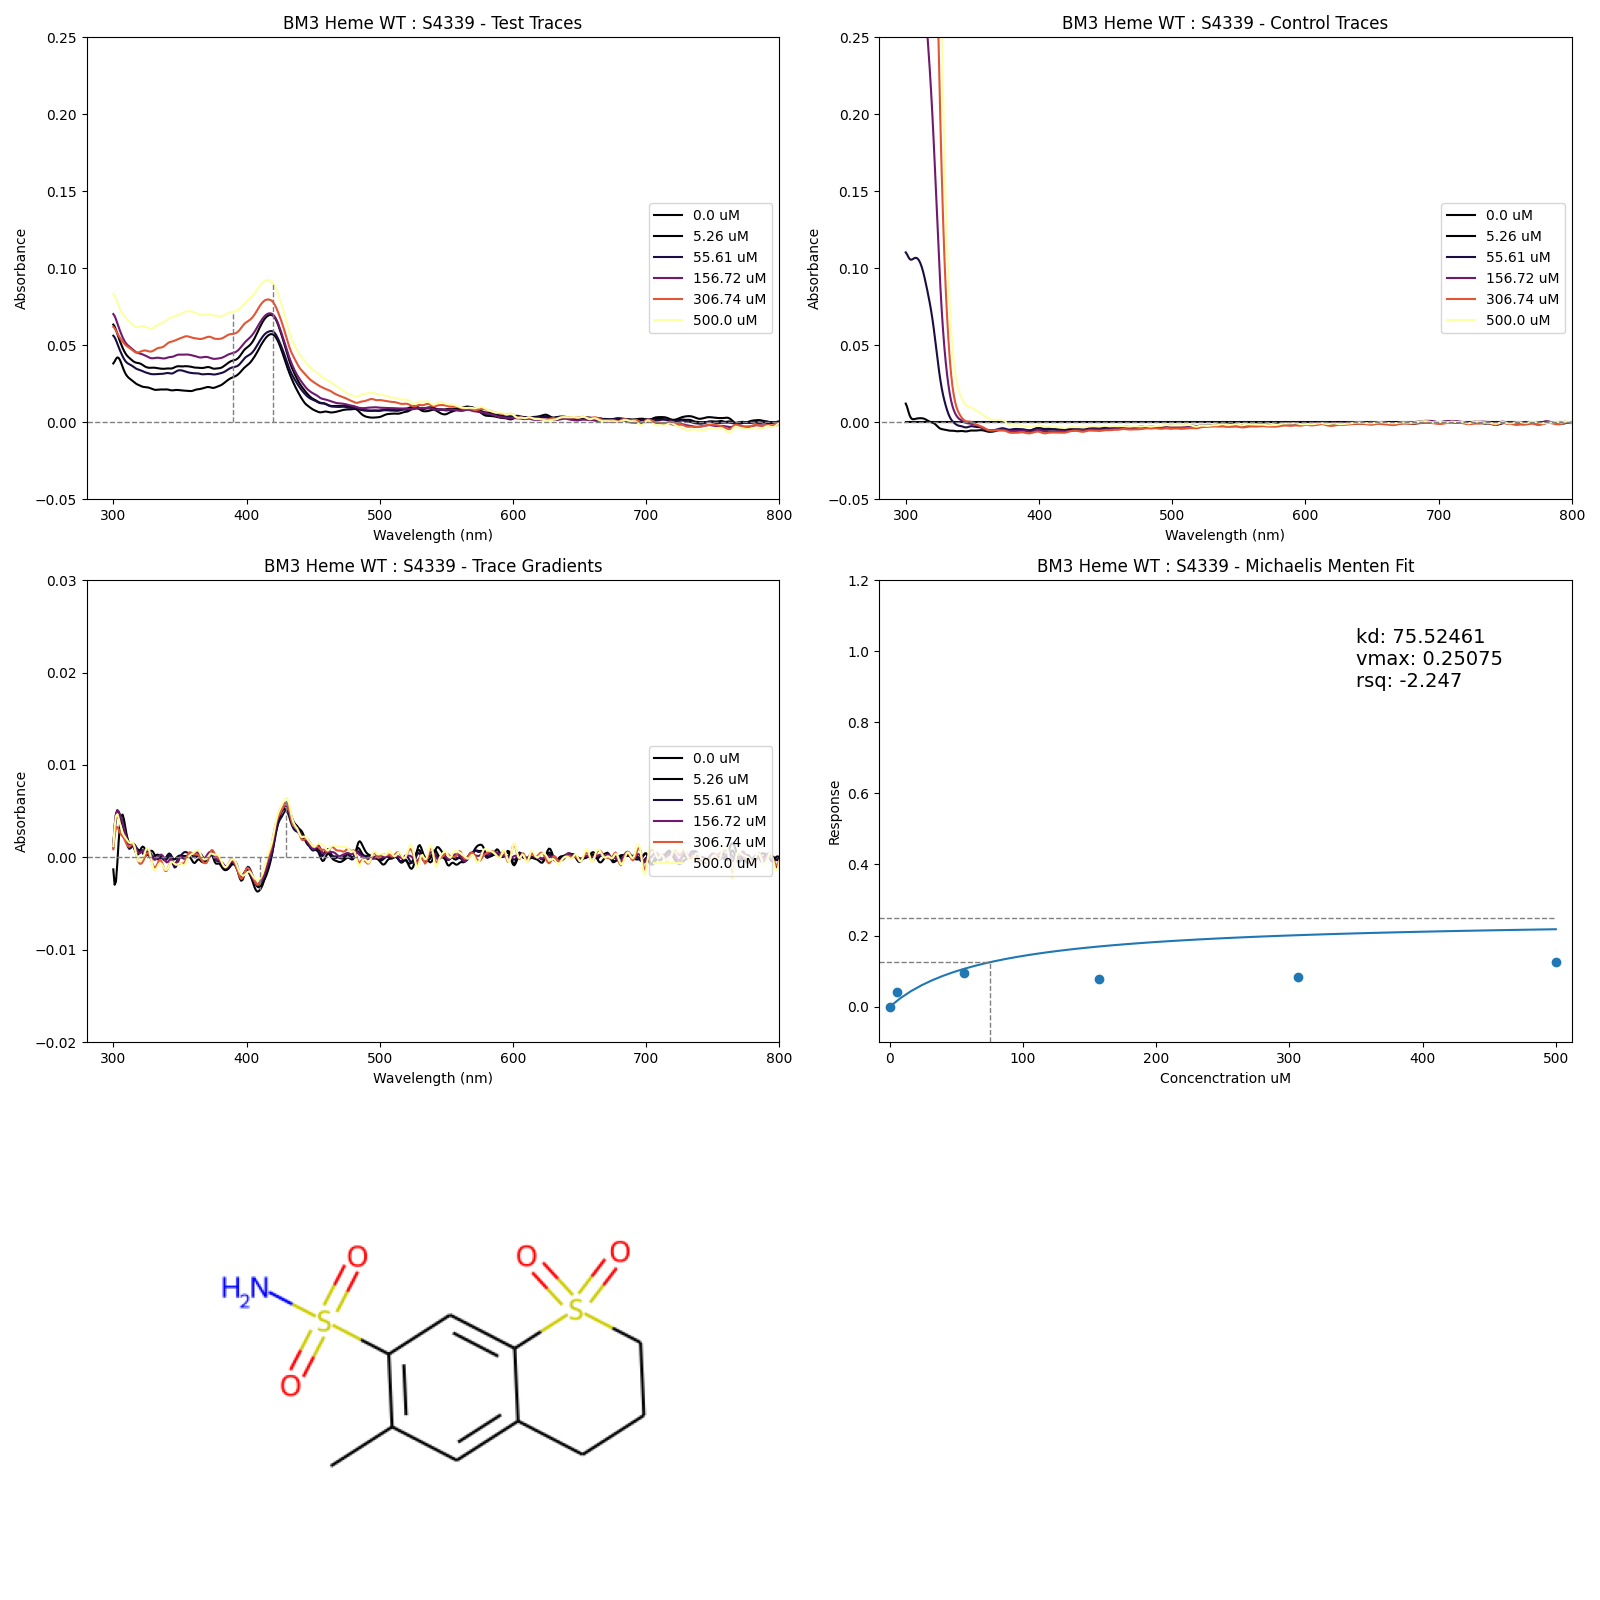 BM3 Heme WT : S4339 - Test Traces
Absorbance
0.25
0.20
0.15
0.10
0.05
0.00
−0.05
300
400
500
600
700
800
Wavelength (nm)
0.0 uM
5.26 uM
55.61 uM
156.72 uM
306.74 uM
500.0 uM
BM3 Heme WT : S4339 - Control Traces
Absorbance
0.25
0.20
0.15
0.10
0.05
0.00
−0.05
300
400
500
600
700
800
Wavelength (nm)
0.0 uM
5.26 uM
55.61 uM
156.72 uM
306.74 uM
500.0 uM
BM3 Heme WT : S4339 - Trace Gradients
Absorbance
0.03
0.02
0.01
0.00
−0.01
−0.02
300
400
500
600
700
800
Wavelength (nm)
0.0 uM
5.26 uM
55.61 uM
156.72 uM
306.74 uM
500.0 uM
BM3 Heme WT : S4339 - Michaelis Menten Fit
Response
1.2
1.0
0.8
0.6
0.4
0.2
0.0
0
100
200
300
400
500
Concenctration uM
kd: 75.52461
vmax: 0.25075
rsq: -2.247
H2N
S
O
O
O
O
S